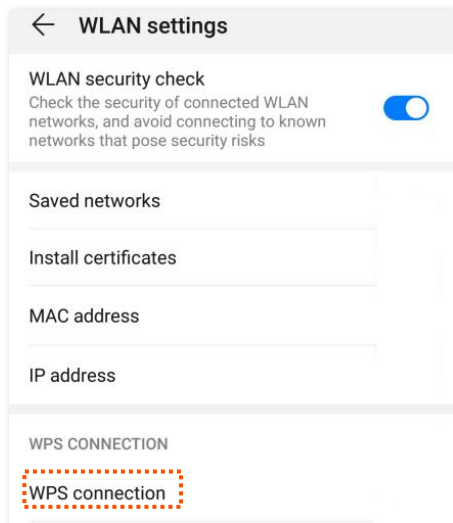 WLAN settings
WLAN security check
Check the security of connected WLAN
networks, and avoid connecting to known
networks that pose security risks
Saved networks
Install certificates
MAC address
IP address
WPS CONNECTION
WPS connection